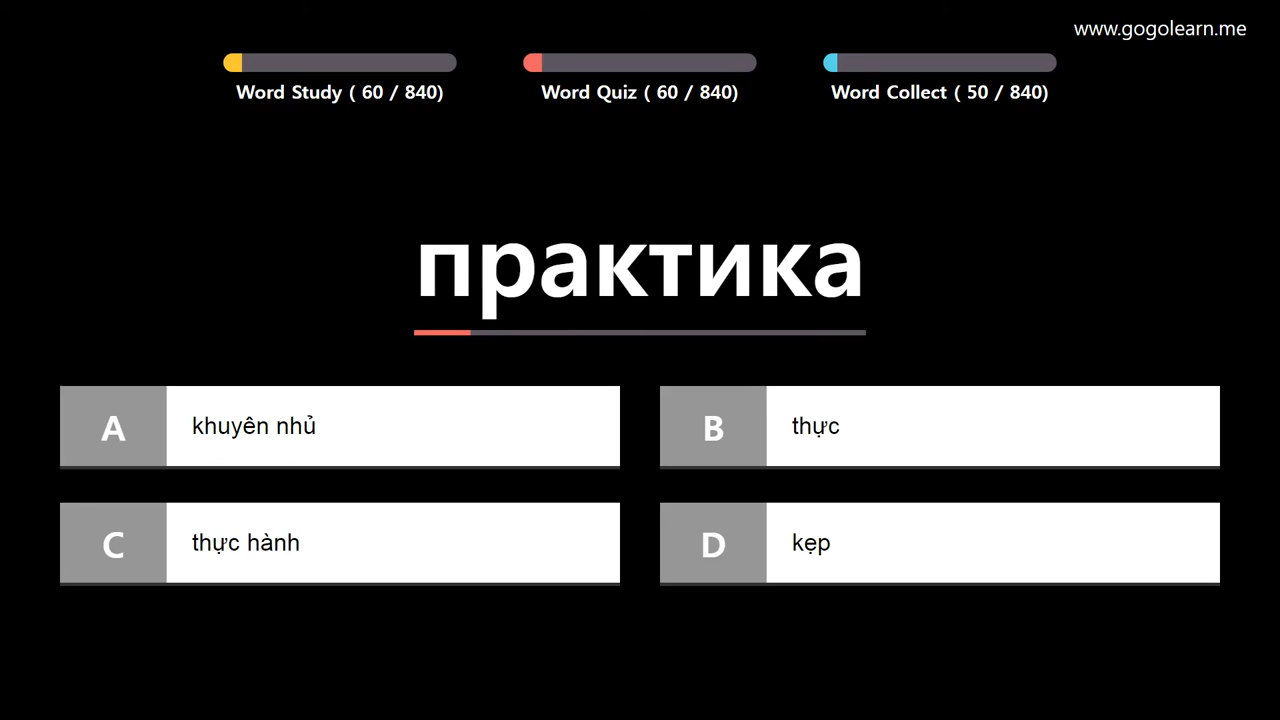 www.gogolearn.me
Word Study ( 60 / 840)
Word Quiz ( 60 / 840)
Word Collect ( 50 / 840)
практика
A khuyên nhủ
B thực
C thực hành
D kẹp